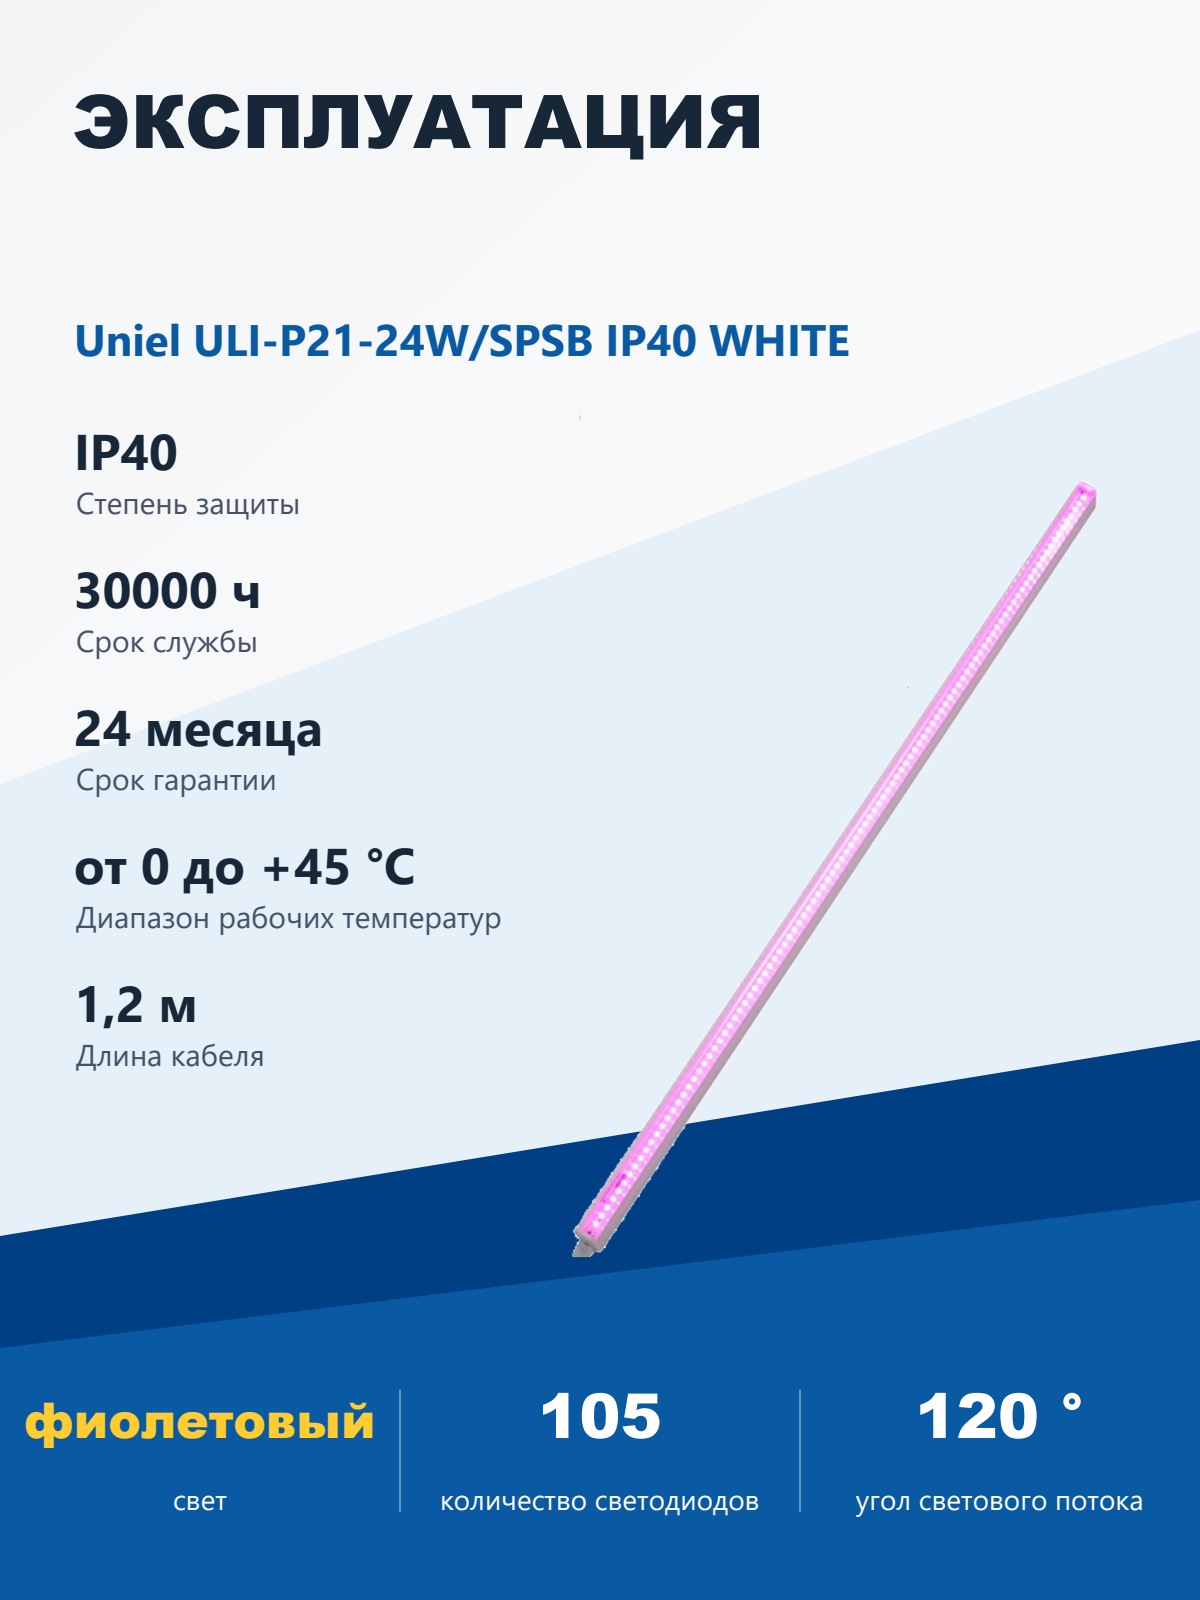 ЭКСПЛУАТАЦИЯ
Uniel ULI-P21-24W/SPSB IP40 WHITE
IP40
Степень защиты
30000 ч
Срок службы
24 месяца
Срок гарантии
от 0 до +45 °C
Диапазон рабочих температур
1,2 м
Длина кабеля
фиолетовый
свет
105
количество светодиодов
120 °
угол светового потока